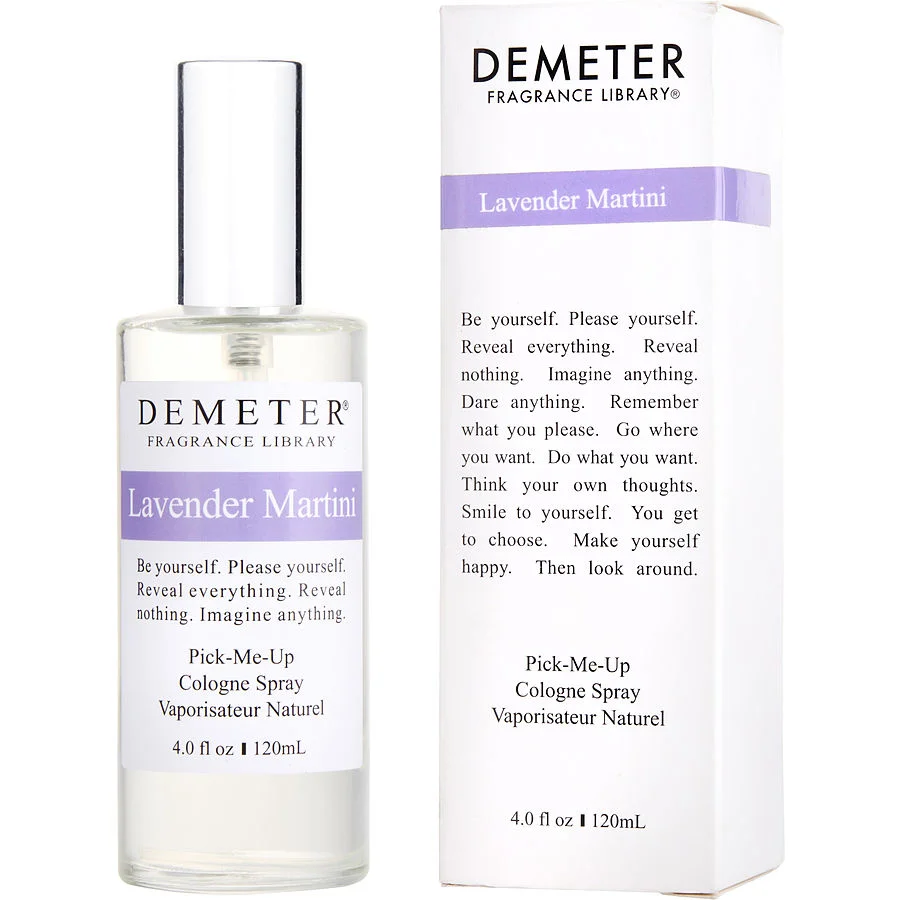 DEMETER®
FRAGRANCE LIBRARY
Lavender Martini
Be yourself. Please yourself.
Reveal everything. Reveal
nothing. Imagine anything.
Pick-Me-Up
Cologne Spray
Vaporisateur Naturel
4.0 fl oz ▮ 120mL
DEMETER
FRAGRANCE LIBRARY®
Lavender Martini
Be yourself. Please yourself.
Reveal everything. Reveal
nothing. Imagine anything.
Dare anything. Remember
what you please. Go where
you want. Do what you want.
Think your own thoughts.
Smile to yourself. You get
to choose. Make yourself
happy. Then look around.
Pick-Me-Up
Cologne Spray
Vaporisateur Naturel
4.0 fl oz ▮ 120mL